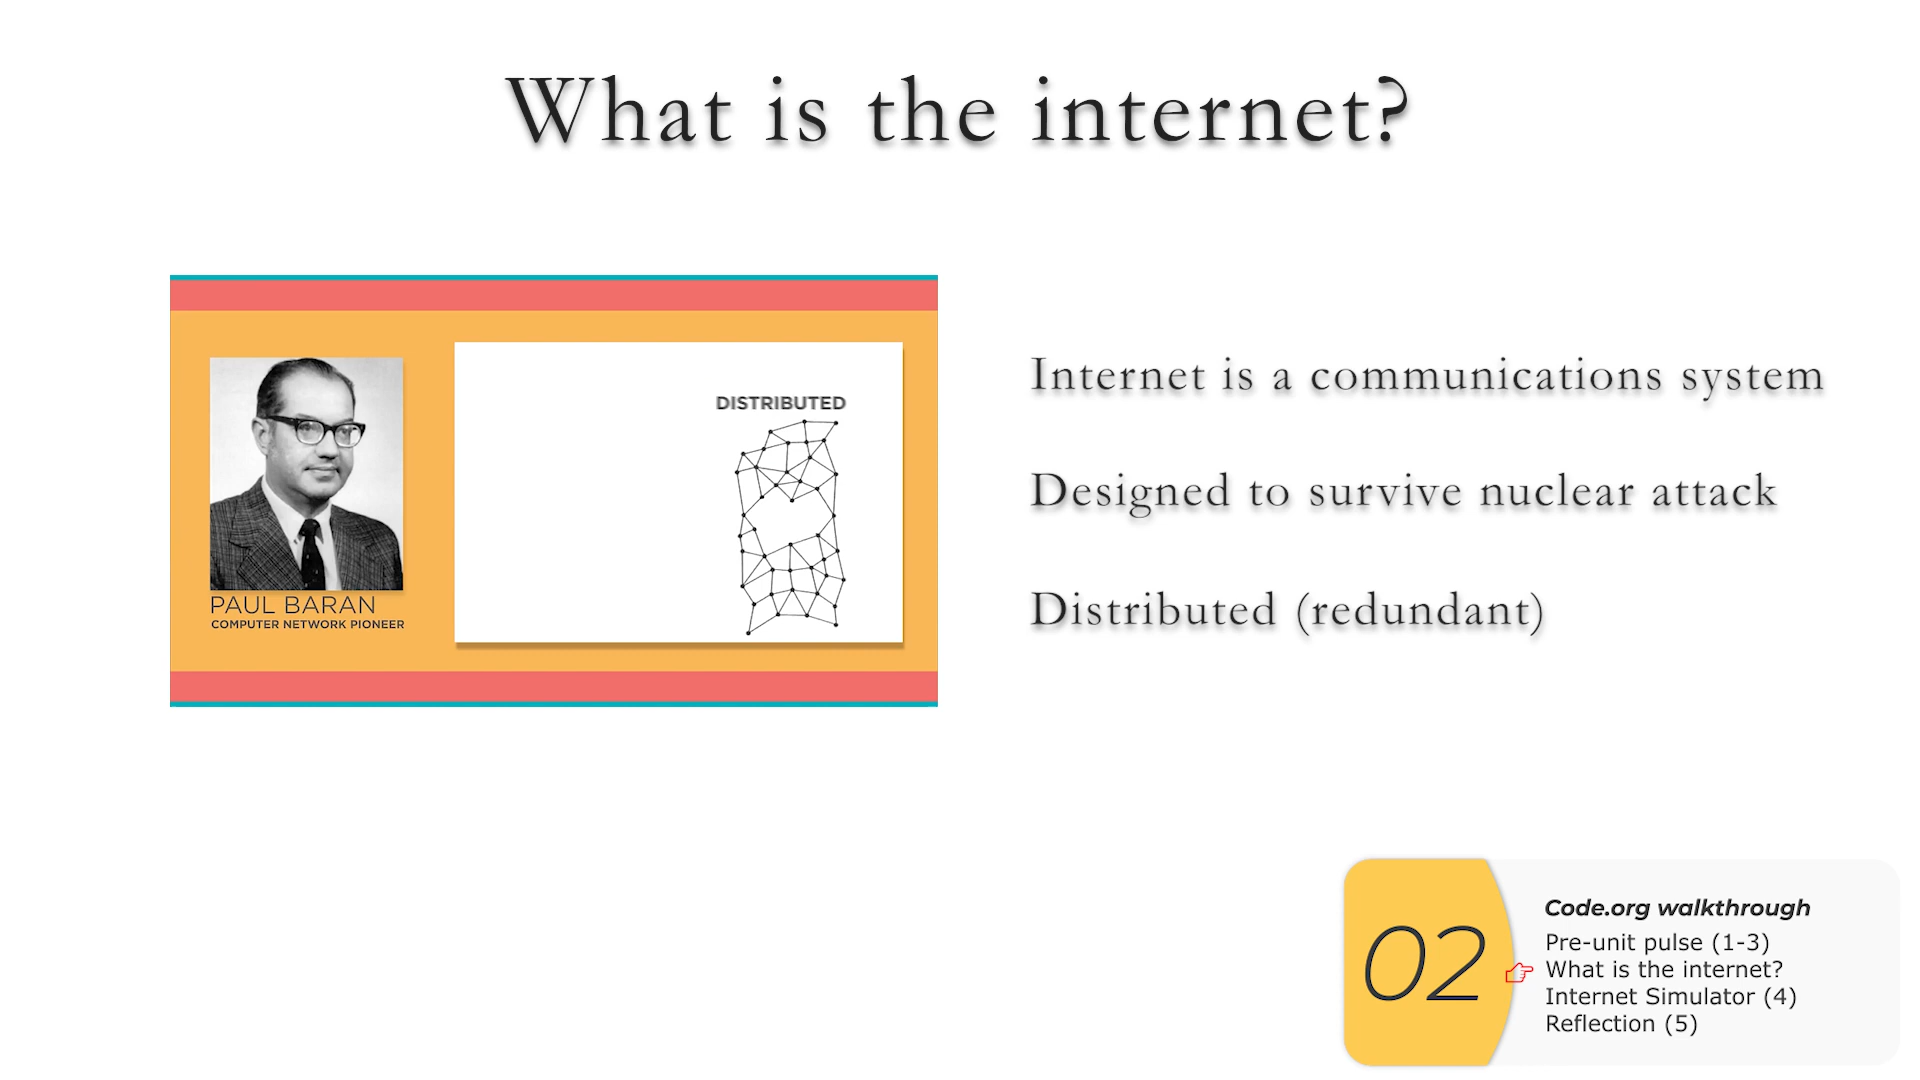 What is the internet?
DISTRIBUTED
PAUL BARAN
COMPUTER NETWORK PIONEER
Internet is a communications system
Designed to survive nuclear attack
Distributed (redundant)
02
Code.org walkthrough
Pre-unit pulse (1-3)
What is the internet?
Internet Simulator (4)
Reflection (5)